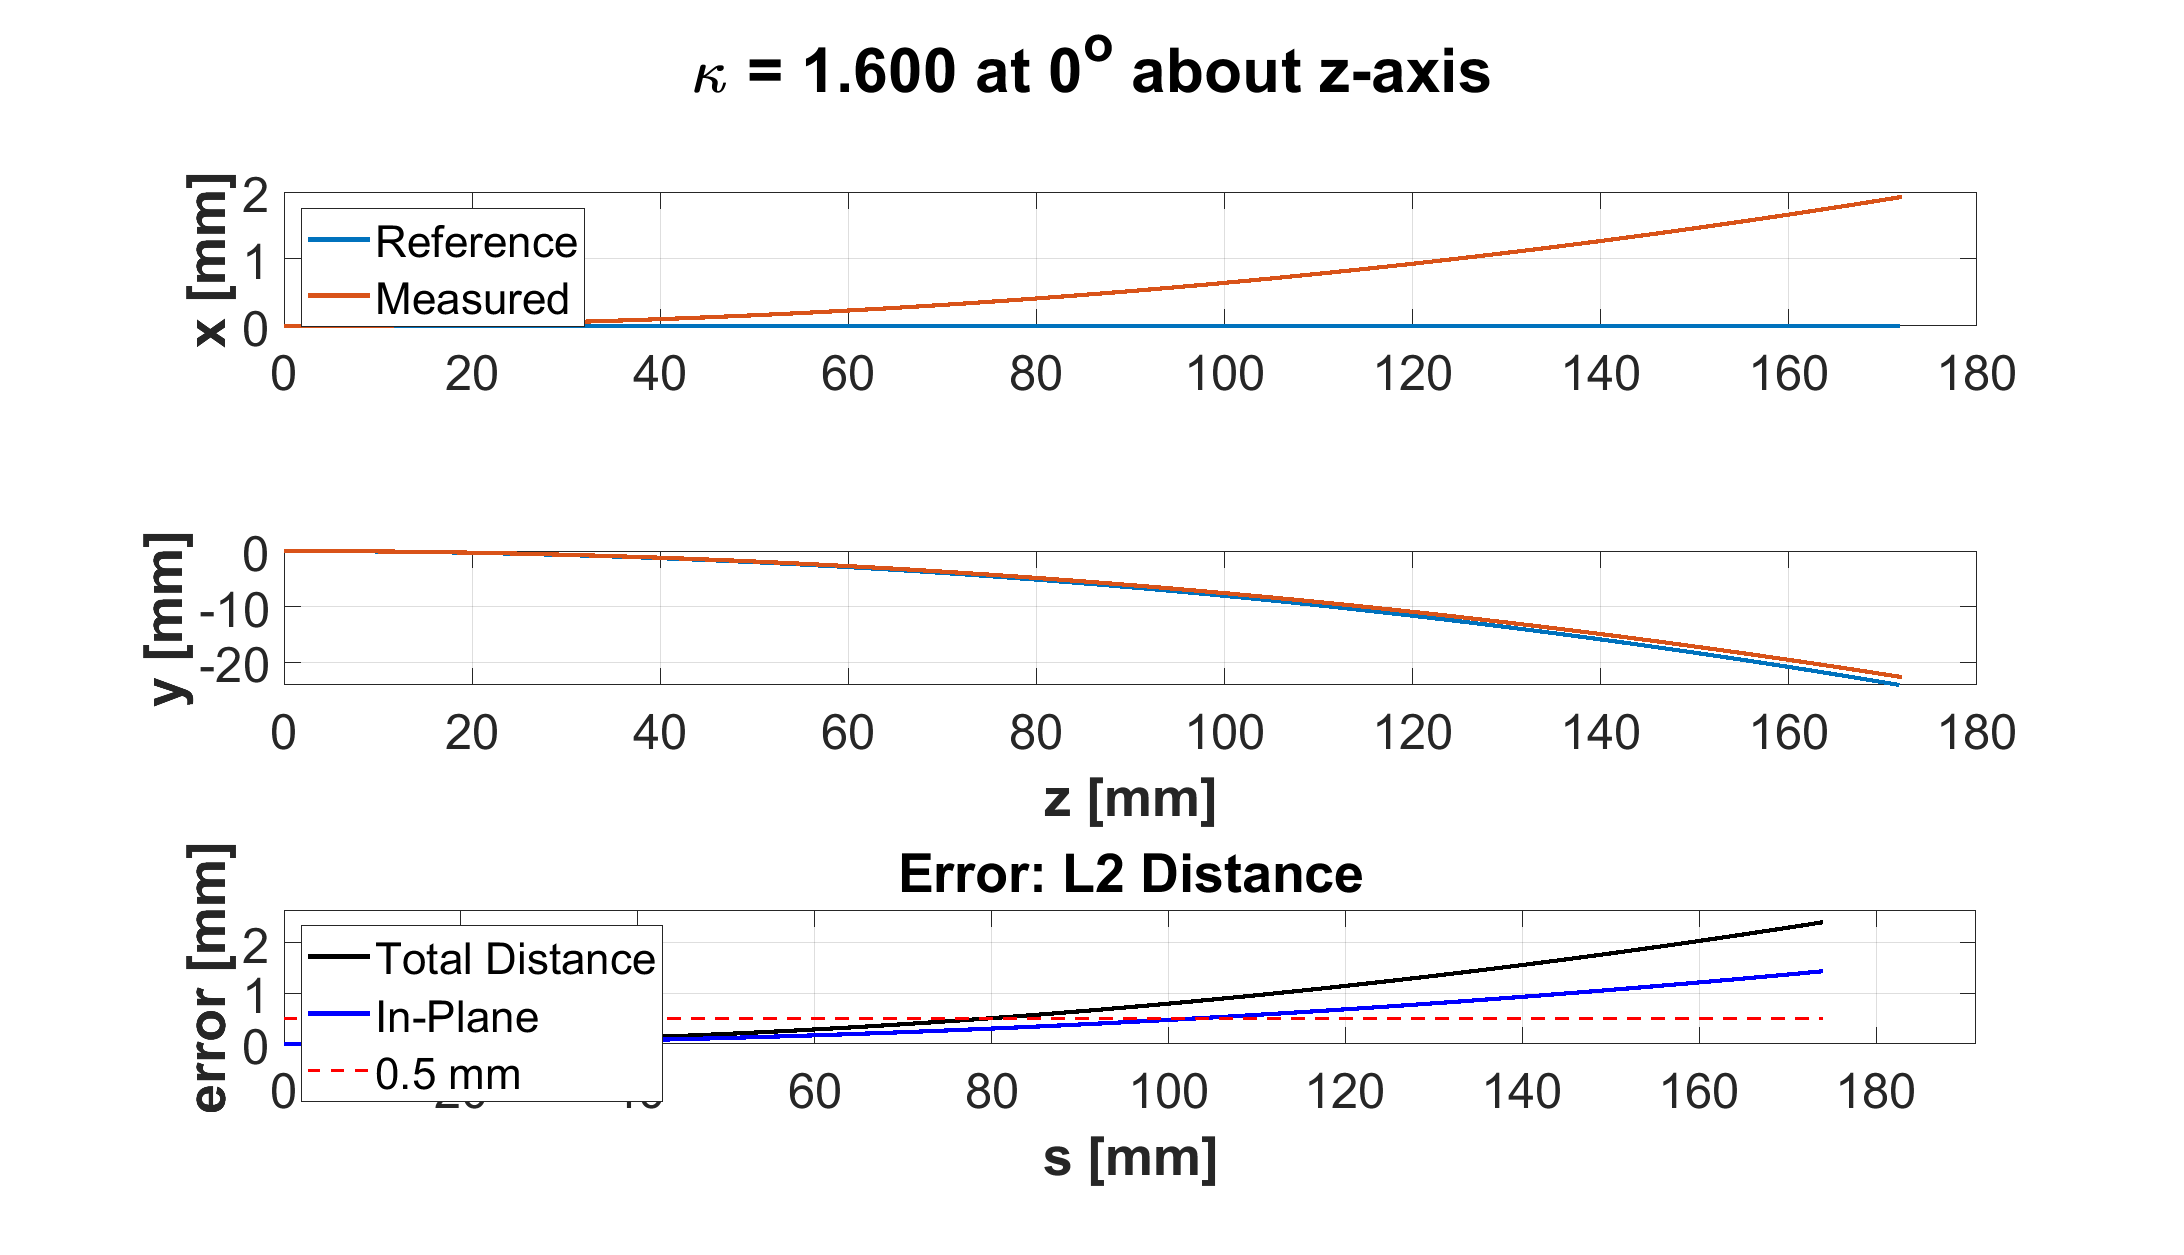 κ = 1.600 at 0° about z-axis
x [mm]
2
1
0
Reference
Measured
0 20 40 60 80 100 120 140 160 180
y [mm]
0
-10
-20
0 20 40 60 80 100 120 140 160 180
z [mm]
Error: L2 Distance
error [mm]
2
1
0
Total Distance
In-Plane
0.5 mm
0 20 40 60 80 100 120 140 160 180
s [mm]